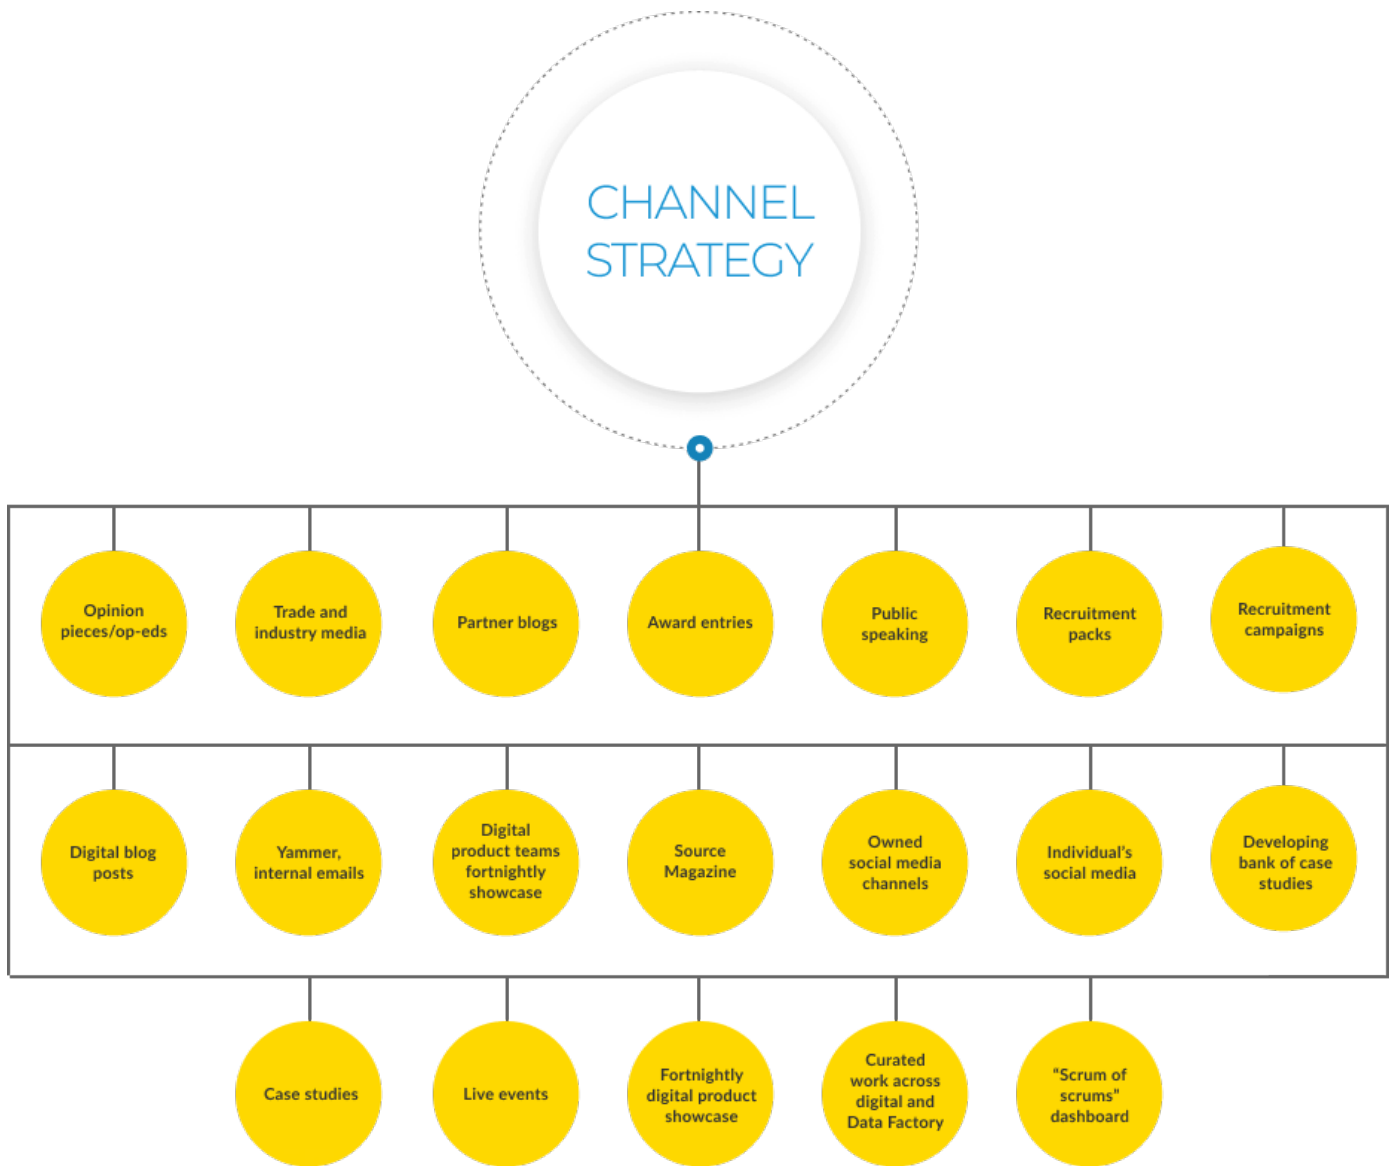 CHANNEL
STRATEGY
Opinion
pieces/op-eds
Trade and
industry media
Partner blogs
Award entries
Public
speaking
Recruitment
packs
Recruitment
campaigns
Digital blog
posts
Yammer,
internal emails
Digital
product teams
fortnightly
showcase
Source
Magazine
Owned
social media
channels
Individual's
social media
Developing
bank of case
studies
Case studies
Live events
Fortnightly
digital product
showcase
Curated
work across
digital and
Data Factory
“Scrum of
scrums”
dashboard